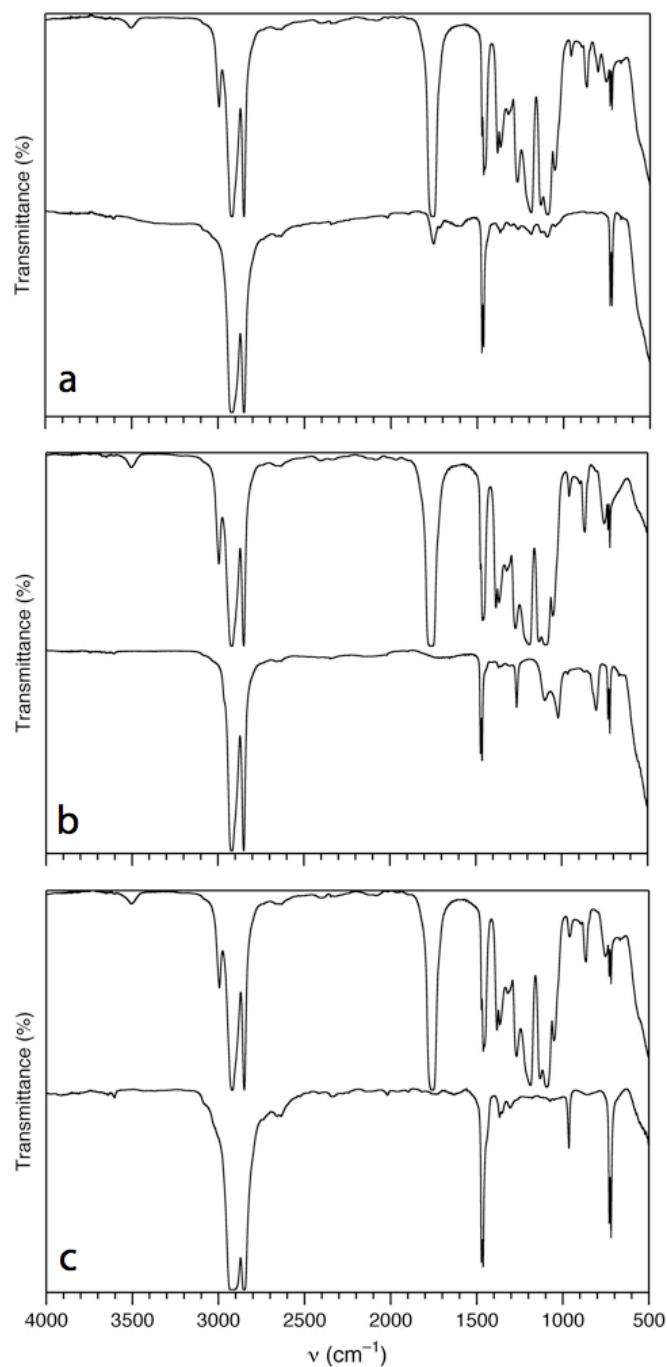 Transmittance (%)
a
Transmittance (%)
b
Transmittance (%)
c
4000 3500 3000 2500 2000 1500 1000 500
ν (cm⁻¹)